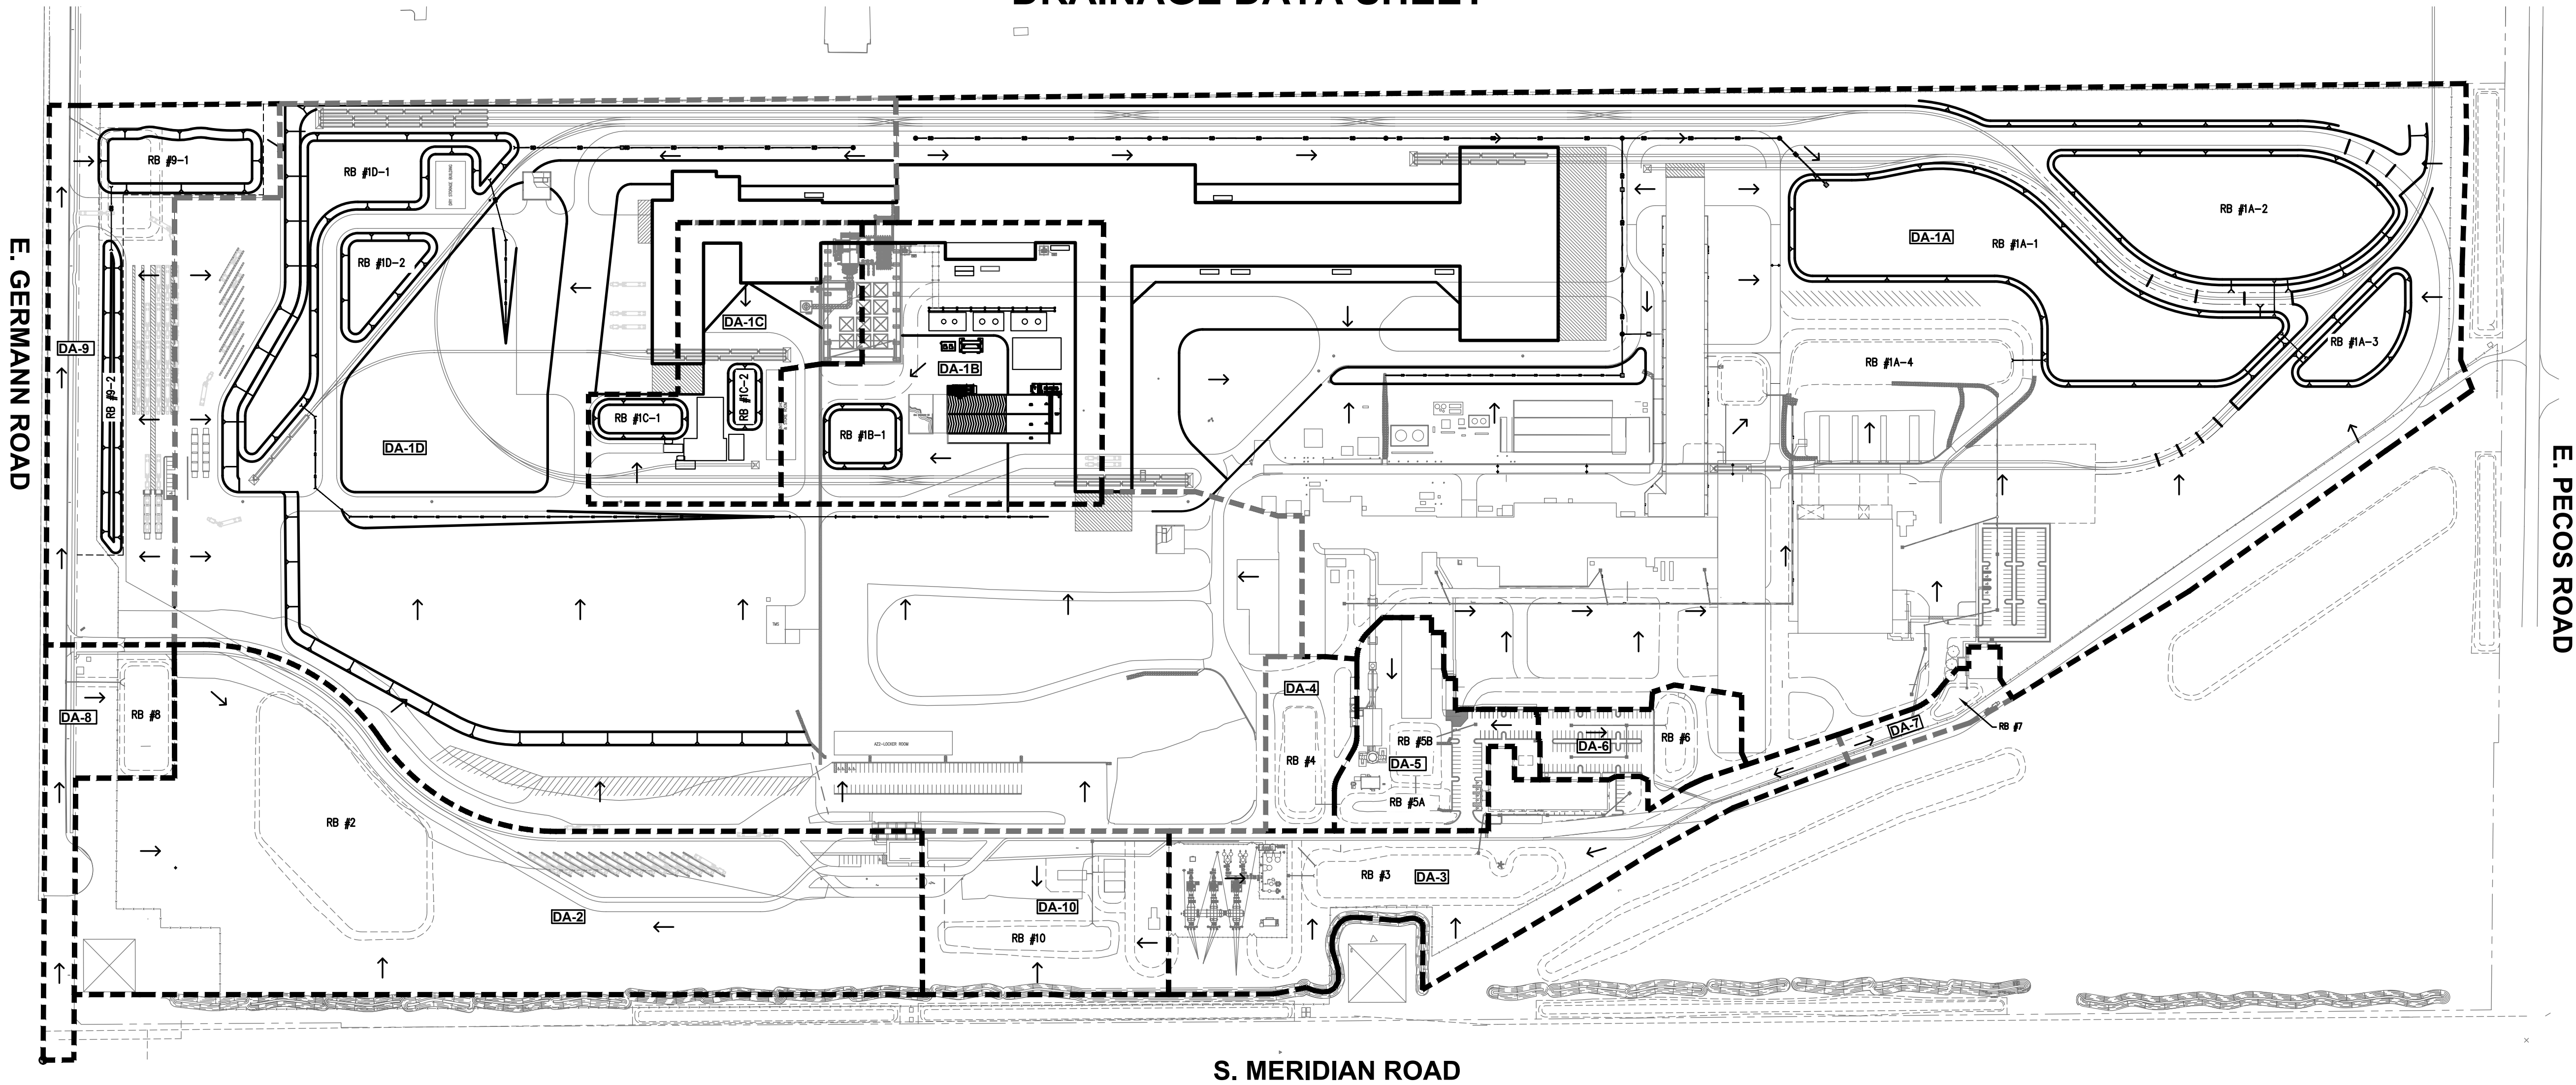 DRAINAGE DATA SHEET
E. GERMANN ROAD
E. PECOS ROAD
S. MERIDIAN ROAD
RB #9-1
RB #1D-1
DRY STORAGE BUILDING
RB #1A-2
DA-1A
RB #1A-1
RB #1D-2
DA-1C
DA-9
RB #9-2
RB #1A-3
RB #1A-4
DA-1B
RB #1C-2
RB #1C-1
RB #1B-1
DA-1D
TWS
DA-4
DA-8
RB #8
DA-7
RB #7
RB #5B
DA-6
RB #6
AZ2-LOCKER ROOM
RB #4
DA-5
RB #5A
RB #2
RB #3
DA-3
DA-2
DA-10
RB #10